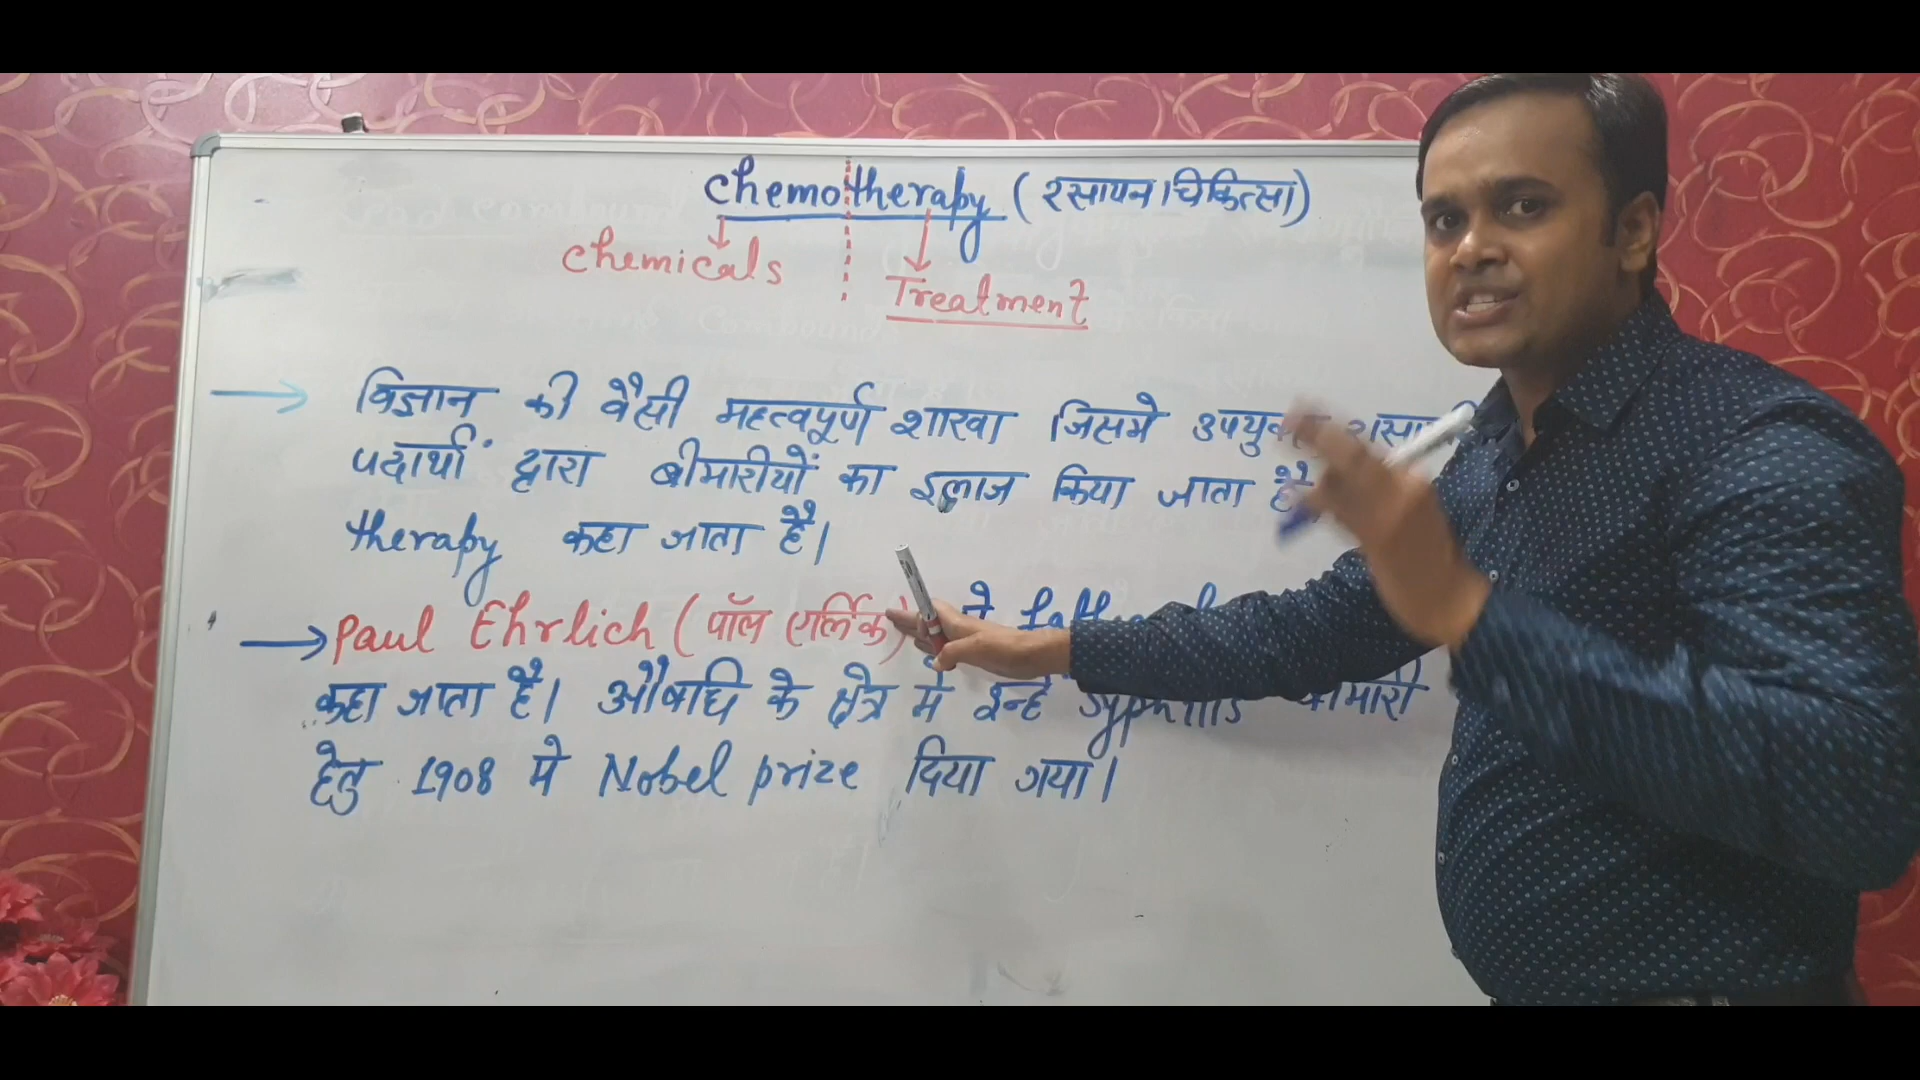 Chemotherapy (रसायन चिकित्सा)
Chemicals
Treatment
विज्ञान की वैसी महत्वपूर्ण शाखा जिसमे उपयुक्त
पदार्थों द्वारा बीमारीयों का इलाज किया जाता है
therapy कहा जाता है।
Paul Ehrlich (पॉल एर्लिक)
कहा जाता है। औषधि के क्षेत्र मे इन्हे Syphilis बीमारी
हेतु 1908 मे Nobel prize दिया गया।